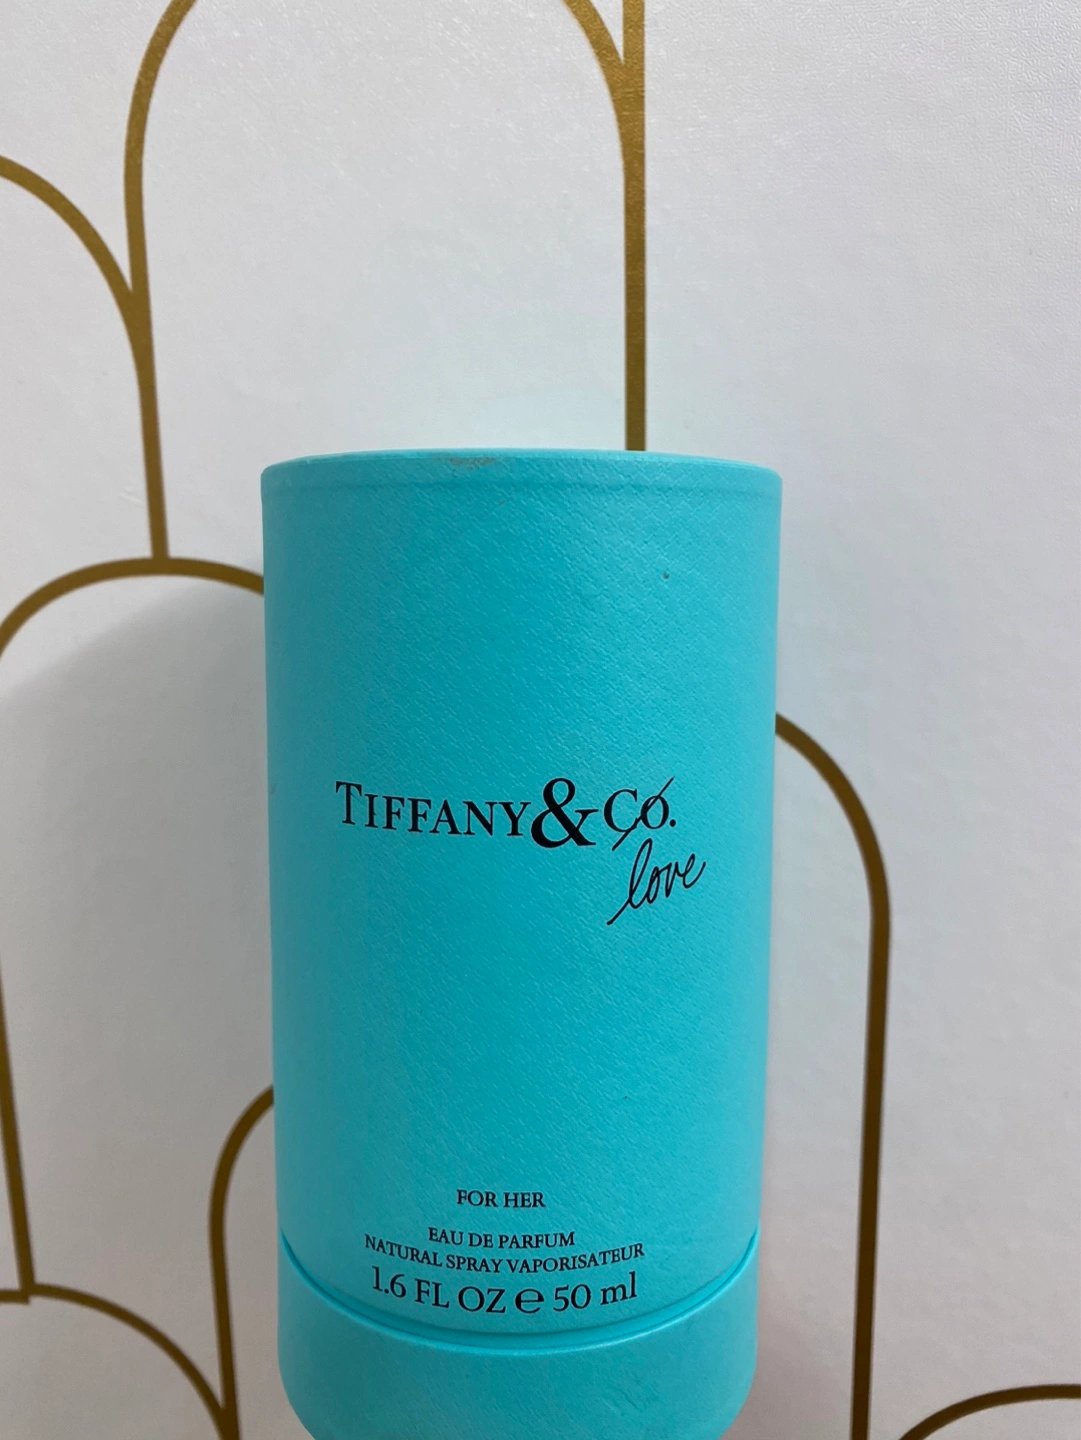 TIFFANY & Co.
love
FOR HER
EAU DE PARFUM
NATURAL SPRAY VAPORISATEUR
1.6 FL OZ ℮ 50 ml